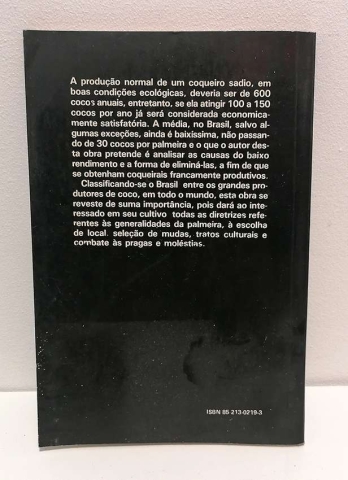 A produção normal de um coqueiro sadio, em
boas condições ecológicas, deveria ser de 600
cocos anuais, entretanto, se ela atingir 100 a 150
cocos por ano já será considerada economica-
mente satisfatória. A média, no Brasil, salvo al-
gumas exceções, ainda é baixíssima, não passan-
do de 30 cocos por palmeira e o que o autor des-
ta obra pretende é analisar as causas do baixo
rendimento e a forma de eliminá-las, a fim de que
se obtenham coqueirais francamente produtivos.
Classificando-se o Brasil entre os grandes pro-
dutores de coco, em todo o mundo, esta obra se
reveste de suma importância, pois dará ao inte-
ressado em seu cultivo todas as diretrizes refe-
rentes às generalidades da palmeira, à escolha
de local, seleção de mudas, tratos culturais e
combate às pragas e moléstias.
ISBN 85 213-0219-3